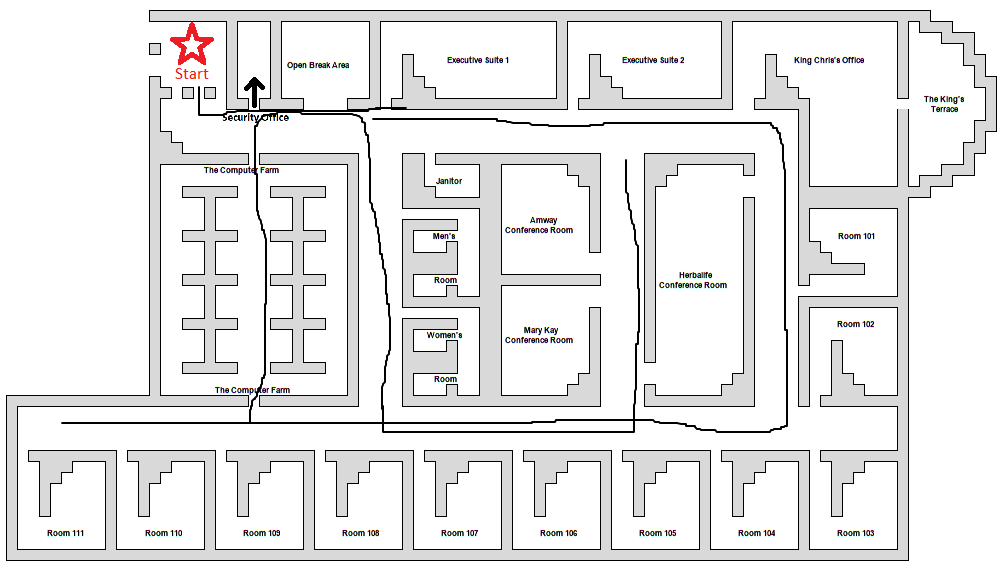 Start
Open Break Area
Executive Suite 1
Executive Suite 2
King Chris's Office
The King's
Terrace
Security Office
The Computer Farm
Janitor
Men's
Room
Amway
Conference Room
Room 101
Herbalife
Conference Room
Women's
Room
Mary Kay
Conference Room
Room 102
The Computer Farm
Room 111
Room 110
Room 109
Room 108
Room 107
Room 106
Room 105
Room 104
Room 103